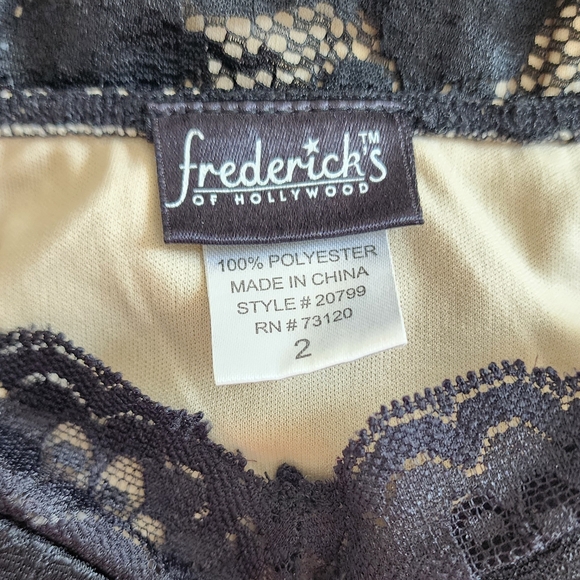 frederick's™
OF HOLLYWOOD
100% POLYESTER
MADE IN CHINA
STYLE # 20799
RN # 73120
2